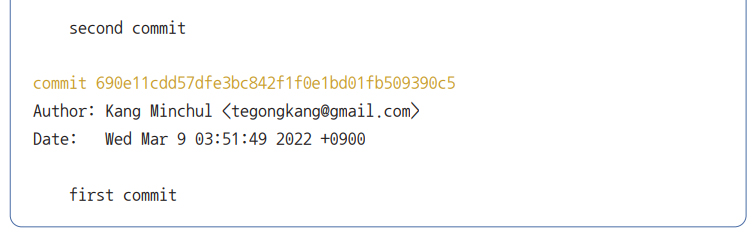 second commit
commit 690e11cdd57dfe3bc842f1f0e1bd01fb509390c5
Author: Kang Minchul <tegongkang@gmail.com>
Date:   Wed Mar 9 03:51:49 2022 +0900
first commit